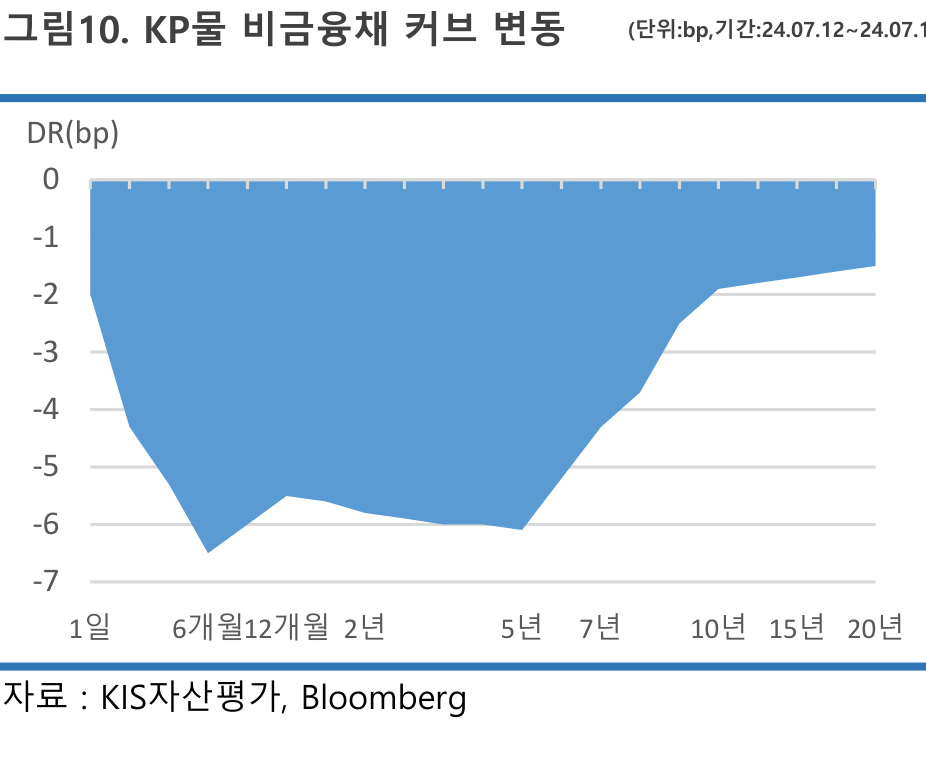 그림10. KP물 비금융채 커브 변동 (단위:bp,기간:24.07.12~24.07.1
DR(bp)
0
-1
-2
-3
-4
-5
-6
-7
1일 6개월 12개월 2년 5년 7년 10년 15년 20년
자료 : KIS자산평가, Bloomberg